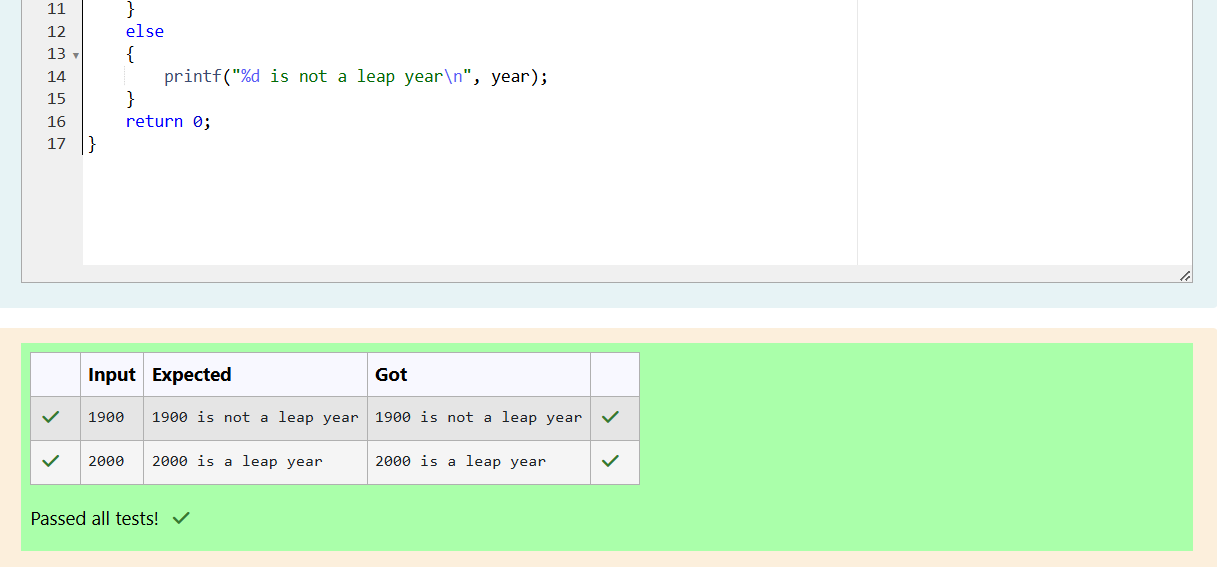 11 }
12 else
13 {
14 printf("%d is not a leap year\n", year);
15 }
16 return 0;
17 }
Input Expected Got
1900 1900 is not a leap year 1900 is not a leap year
2000 2000 is a leap year 2000 is a leap year
Passed all tests!